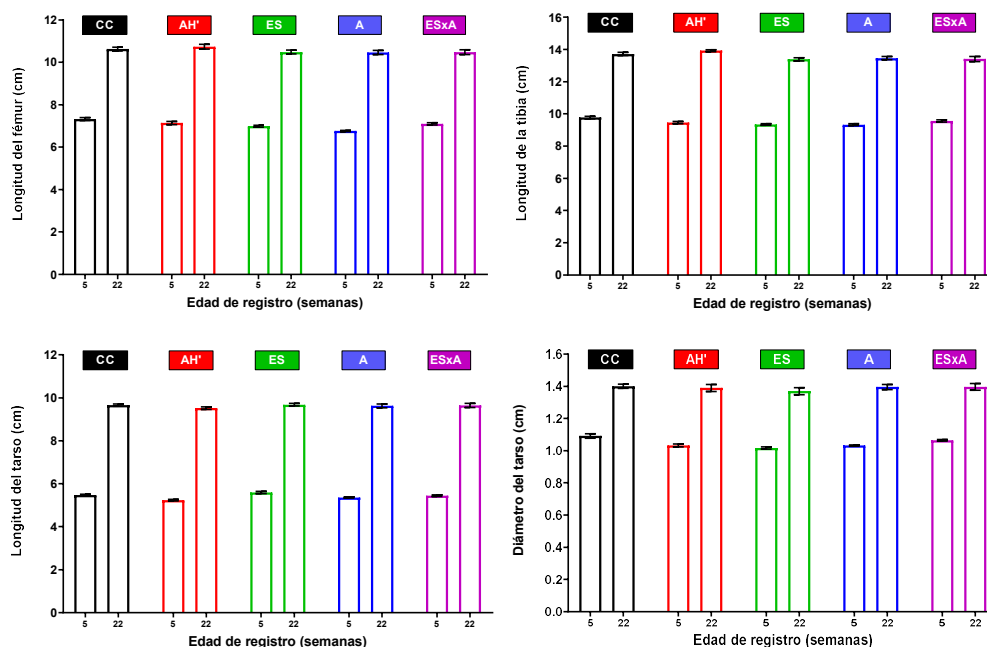 CC AH' ES A ESxA
Longitud del ffémur (cm)
12
10
8
6
4
2
0
5 22 5 22 5 22 5 22 5 22
Edad de registro (semanas)
CC AH' ES A ESxA
Longitud de la tibia (cm)
16
14
12
10
8
6
4
2
0
5 22 5 22 5 22 5 22 5 22
Edad de registro (semanas)
CC AH' ES A ESxA
Longitud del tarso (cm)
12
10
8
6
4
2
0
5 22 5 22 5 22 5 22 5 22
Edad de registro (semanas)
CC AH' ES A ESxA
Diámetro del tarso (cm)
1.6
1.4
1.2
1.0
0.8
0.6
0.4
0.2
0.0
5 22 5 22 5 22 5 22 5 22
Edad de registro (semanas)